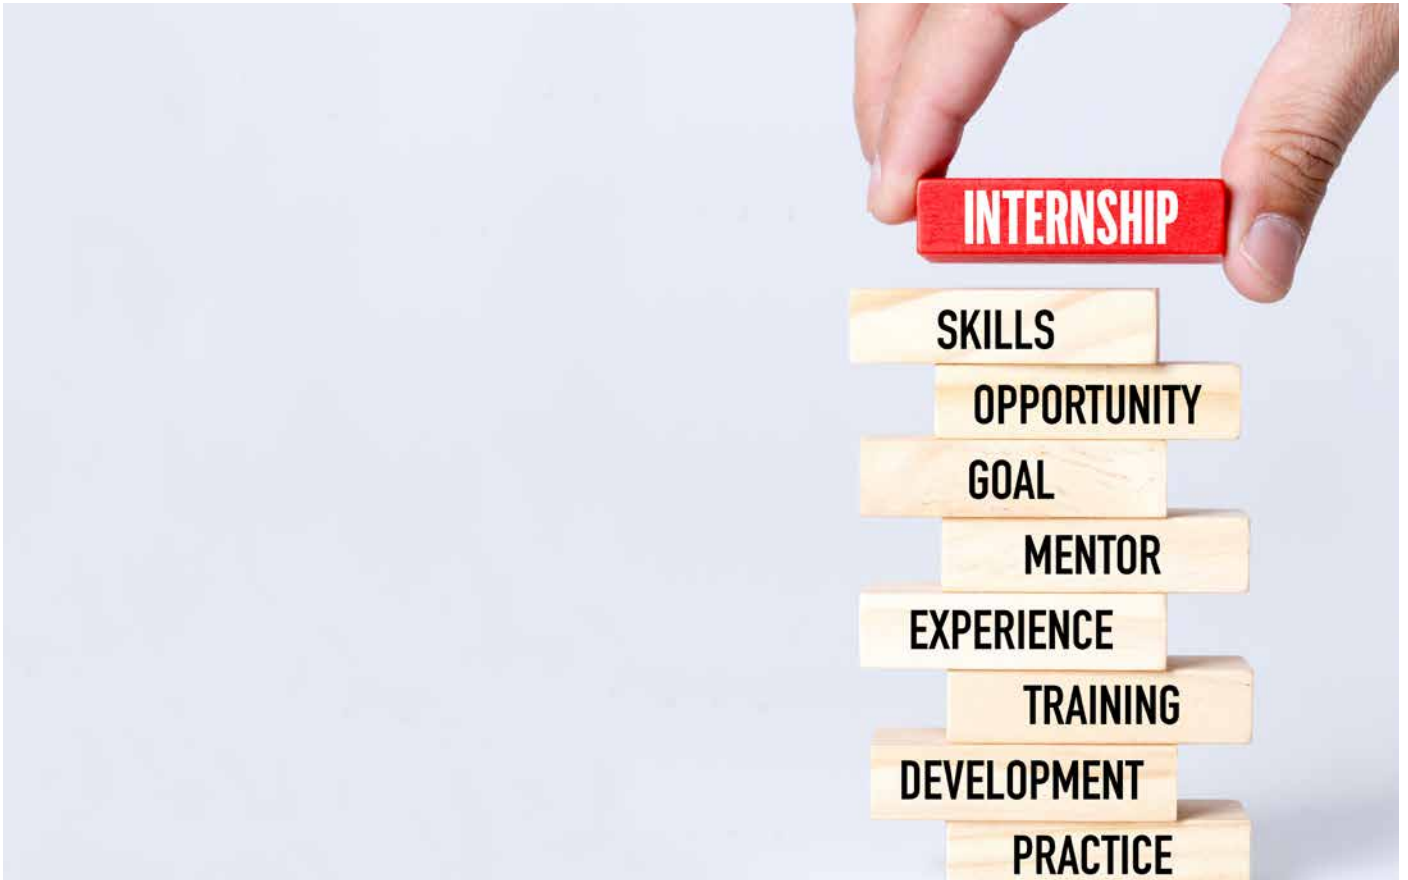 INTERNSHIP
SKILLS
OPPORTUNITY
GOAL
MENTOR
EXPERIENCE
TRAINING
DEVELOPMENT
PRACTICE